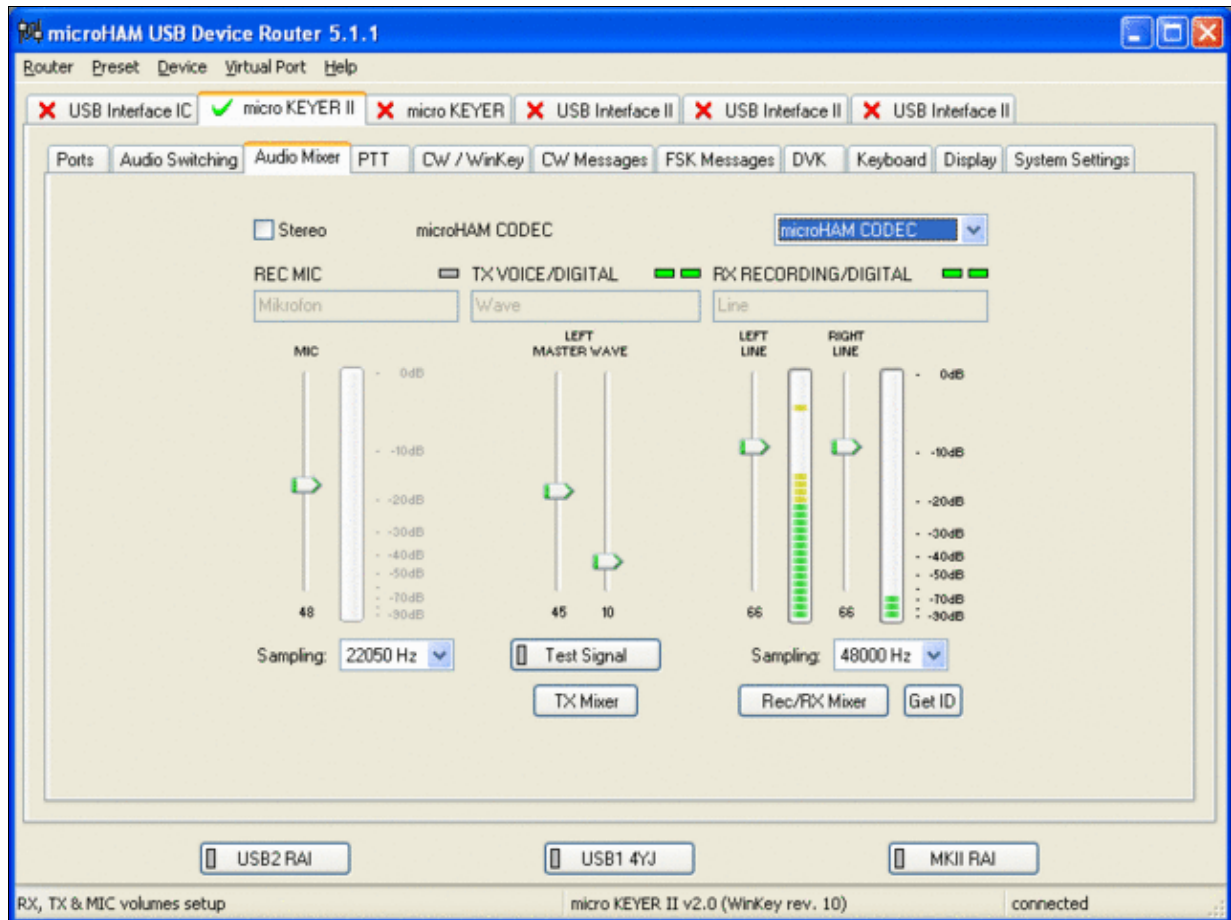 microHAM USB Device Router 5.1.1
Router Preset Device Virtual Port Help
USB Interface IC micro KEYER II micro KEYER USB Interface II USB Interface II USB Interface II
Ports Audio Switching Audio Mixer PTT CW / WinKey CW Messages FSK Messages DVK Keyboard Display System Settings
Stereo microHAM CODEC microHAM CODEC
REC MIC TX VOICE/DIGITAL RX RECORDING/DIGITAL
Mikrofon Wave Line
MIC LEFT MASTER WAVE LEFT LINE RIGHT LINE
0dB 0dB
-10dB -10dB
-20dB -20dB
-30dB -30dB
-40dB -40dB
-50dB -50dB
-70dB -70dB
-90dB -90dB
48 45 10 66 66
Sampling: 22050 Hz Test Signal Sampling: 48000 Hz
TX Mixer Rec/RX Mixer Get ID
USB2 RAI USB1 4YJ MKII RAI
RX, TX & MIC volumes setup micro KEYER II v2.0 (WinKey rev. 10) connected